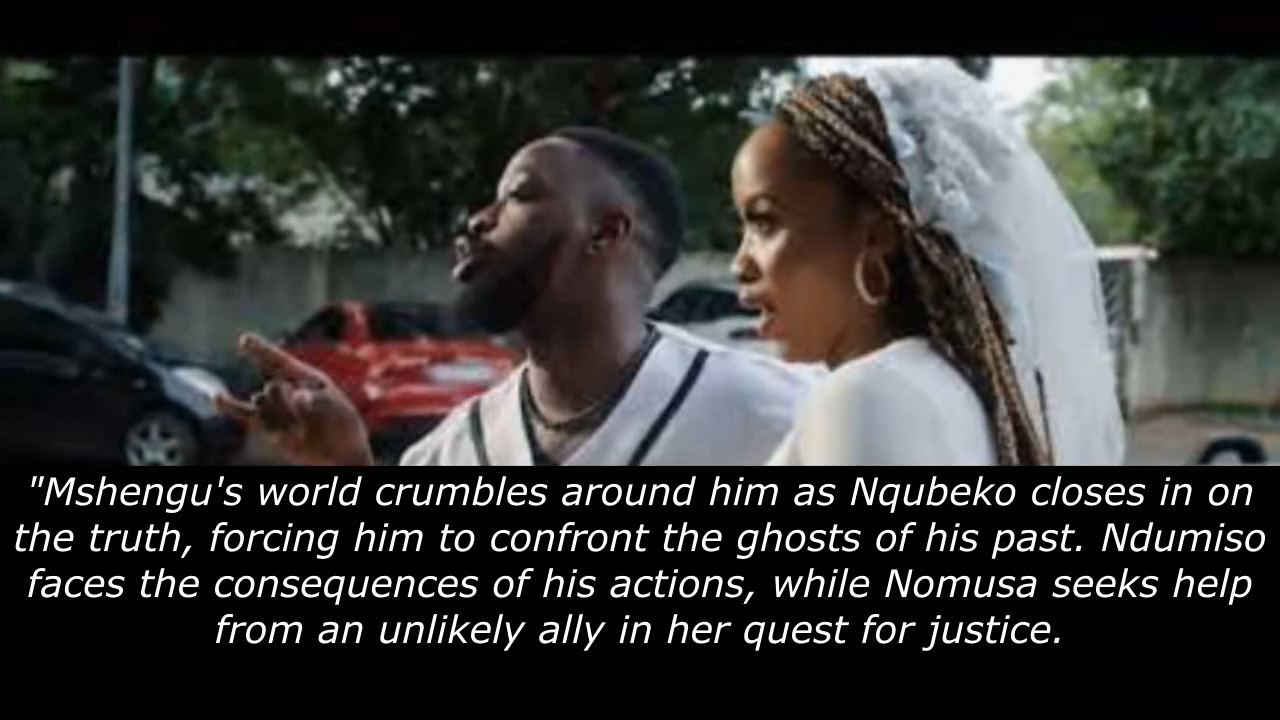 "Mshengu's world crumbles around him as Nqubeko closes in on
the truth, forcing him to confront the ghosts of his past. Ndumiso
faces the consequences of his actions, while Nomusa seeks help
from an unlikely ally in her quest for justice.